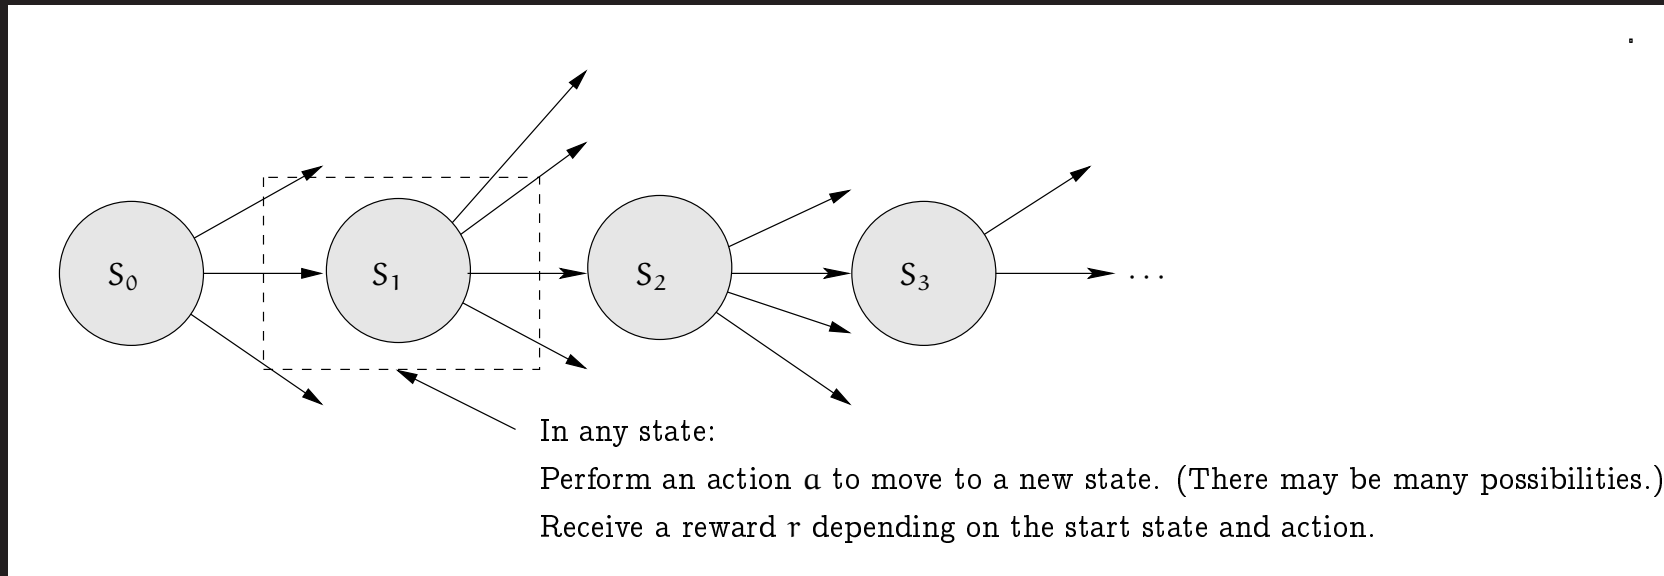 S0 S1 S2 S3 ...
In any state:
Perform an action a to move to a new state. (There may be many possibilities.)
Receive a reward r depending on the start state and action.